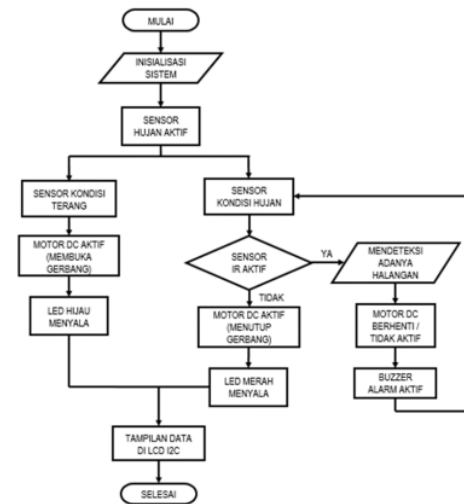 MULAI
INISIALISASI
SISTEM
SENSOR
HUJAN AKTIF
SENSOR KONDISI
TERANG
MOTOR DC AKTIF
(MEMBUKA
GERBANG)
LED HIJAU
MENYALA
SENSOR
KONDISI HUJAN
SENSOR
IR AKTIF
YA
TIDAK
MENDETEKSI
ADANYA
HALANGAN
MOTOR DC
BERHENTI /
TIDAK AKTIF
BUZZER
ALARM AKTIF
MOTOR DC AKTIF
(MENUTUP
GERBANG)
LED MERAH
MENYALA
TAMPILAN DATA
DI LCD I2C
SELESAI